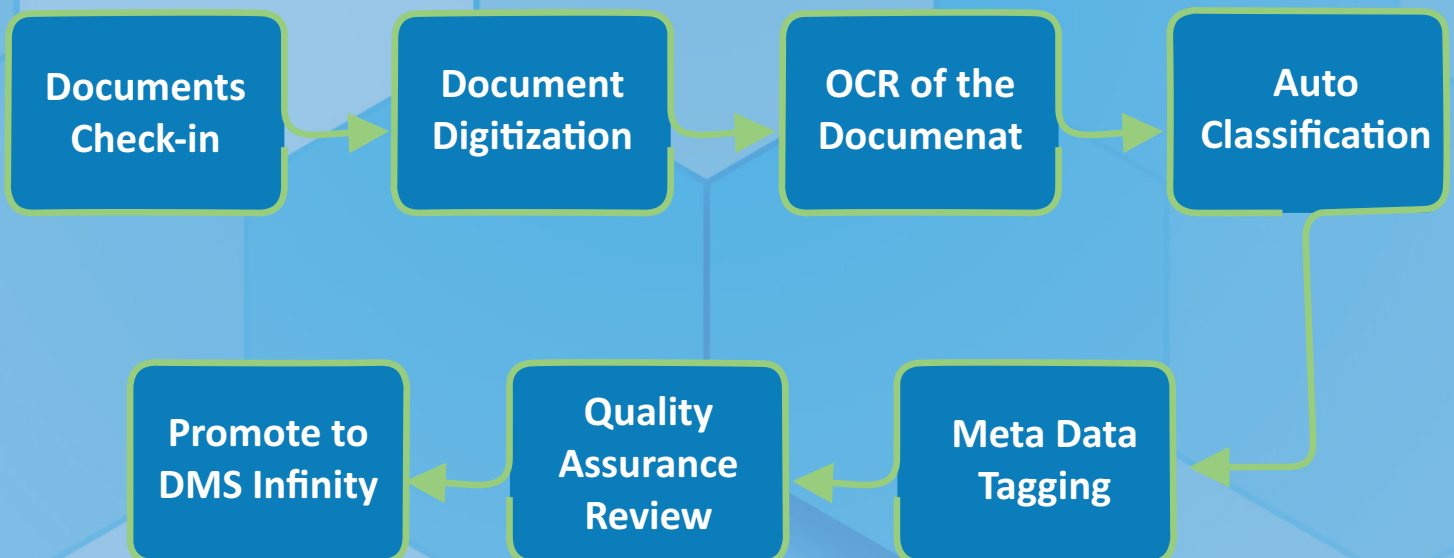 Documents
Check-in
Document
Digitization
OCR of the
Documenat
Auto
Classification
Meta Data
Tagging
Quality
Assurance
Review
Promote to
DMS Infinity